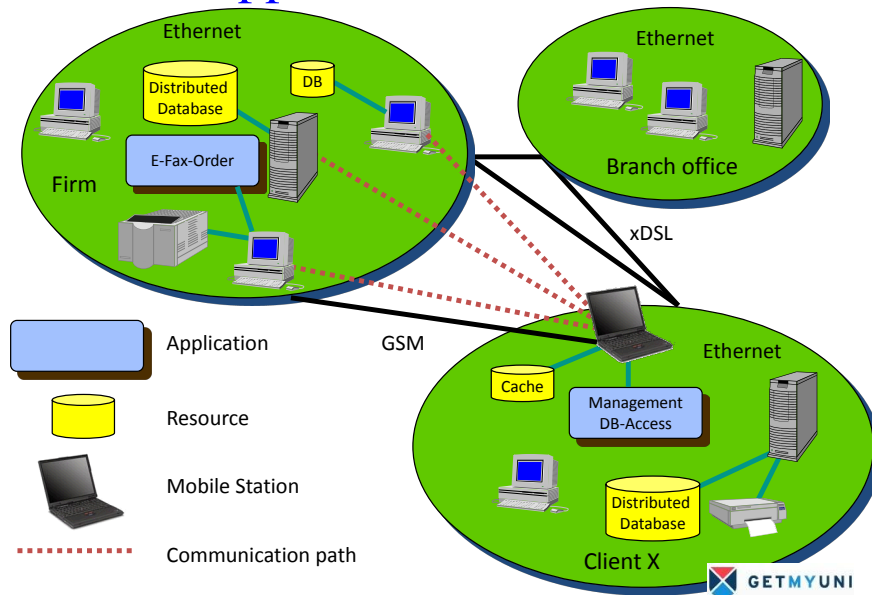 Ethernet
Distributed
Database
DB
E-Fax-Order
Firm
Ethernet
Branch office
xDSL
GSM
Ethernet
Cache
Management
DB-Access
Distributed
Database
Client X
Application
Resource
Mobile Station
Communication path
GETMYUNI